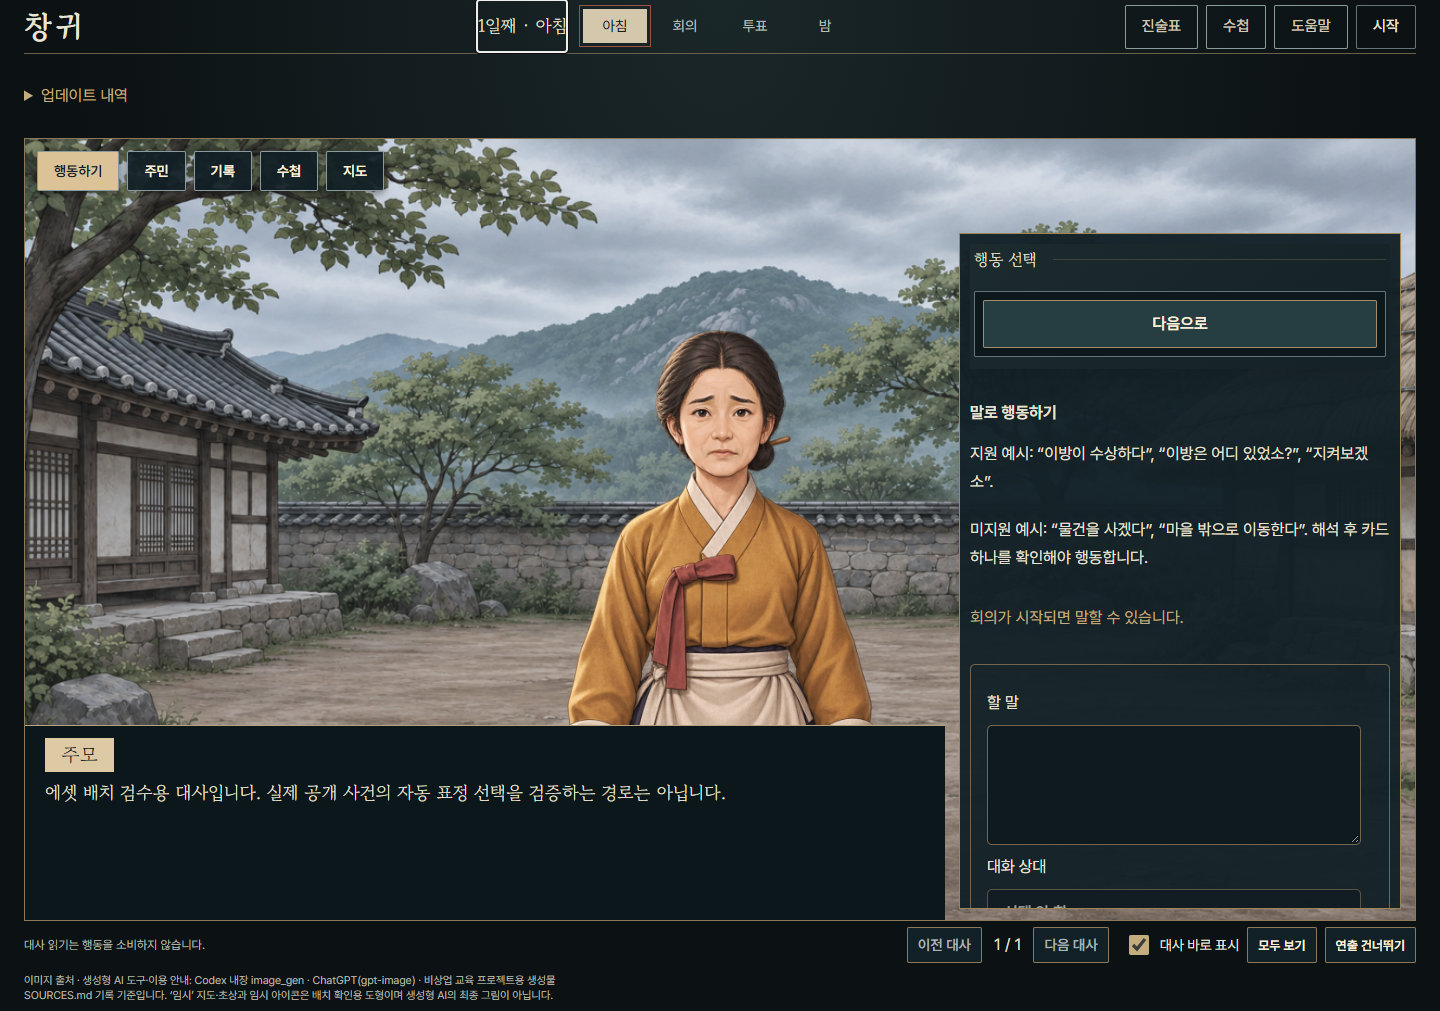 창귀
1일째 · 아침
아침
회의
투표
밤
진술표
수첩
도움말
시작
▶ 업데이트 내역
행동하기
주민
기록
수첩
지도
행동 선택
다음으로
말로 행동하기
지원 예시: “이방이 수상하다”, “이방은 어디 있었소?”, “지켜보겠
소”.
미지원 예시: “물건을 사겠다”, “마을 밖으로 이동한다”. 해석 후 카드
하나를 확인해야 행동합니다.
회의가 시작되면 말할 수 있습니다.
할 말
대화 상대
주모
에셋 배치 검수용 대사입니다. 실제 공개 사건의 자동 표정 선택을 검증하는 경로는 아닙니다.
대사 읽기는 행동을 소비하지 않습니다.
이전 대사
1 / 1
다음 대사
대사 바로 표시
모두 보기
연출 건너뛰기
이미지 출처 · 생성형 AI 도구·이용 안내: Codex 내장 image_gen · ChatGPT(gpt-image) · 비상업 교육 프로젝트용 생성물
SOURCES.md 기록 기준입니다. ‘임시’ 지도·초상과 임시 아이콘은 배치 확인용 도형이며 생성형 AI의 최종 그림이 아닙니다.